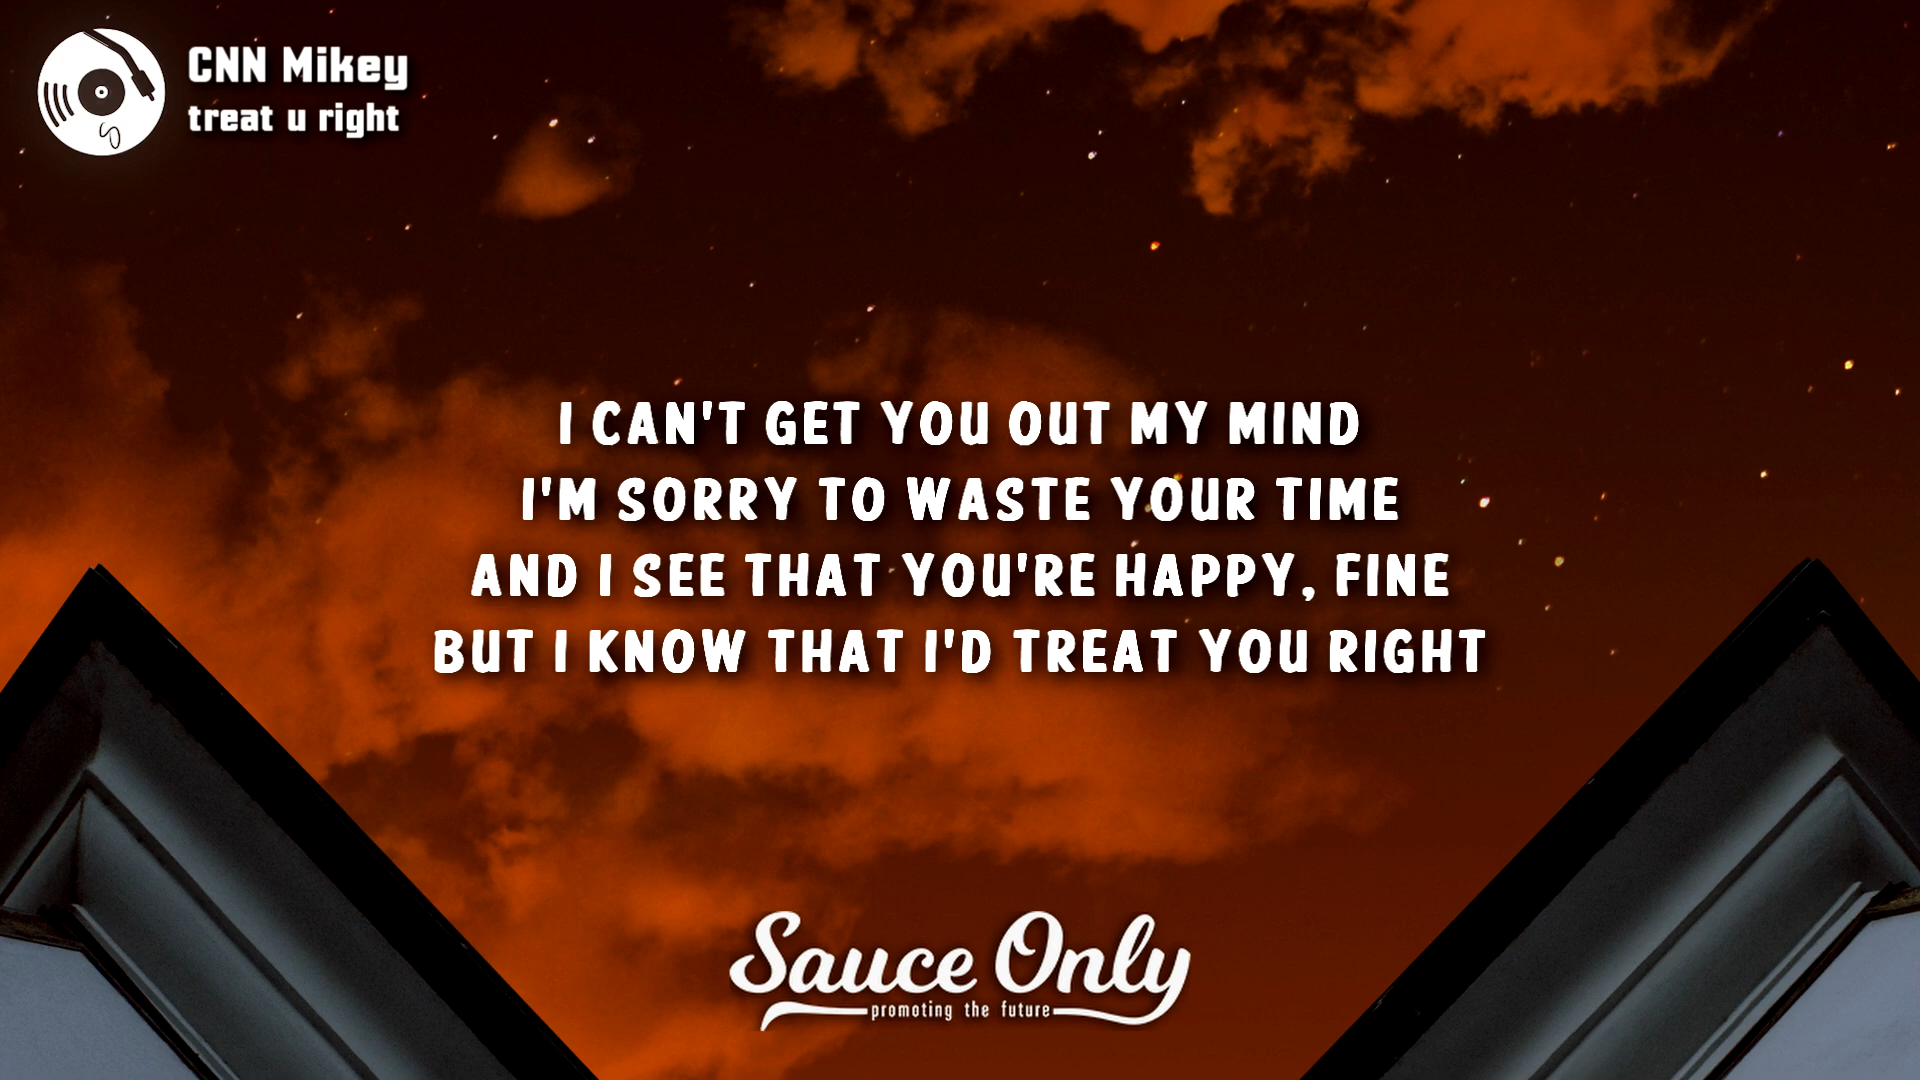 CNN Mikey
treat u right
I CAN'T GET YOU OUT MY MIND
I'M SORRY TO WASTE YOUR TIME
AND I SEE THAT YOU'RE HAPPY, FINE
BUT I KNOW THAT I'D TREAT YOU RIGHT
Sauce Only
promoting the future